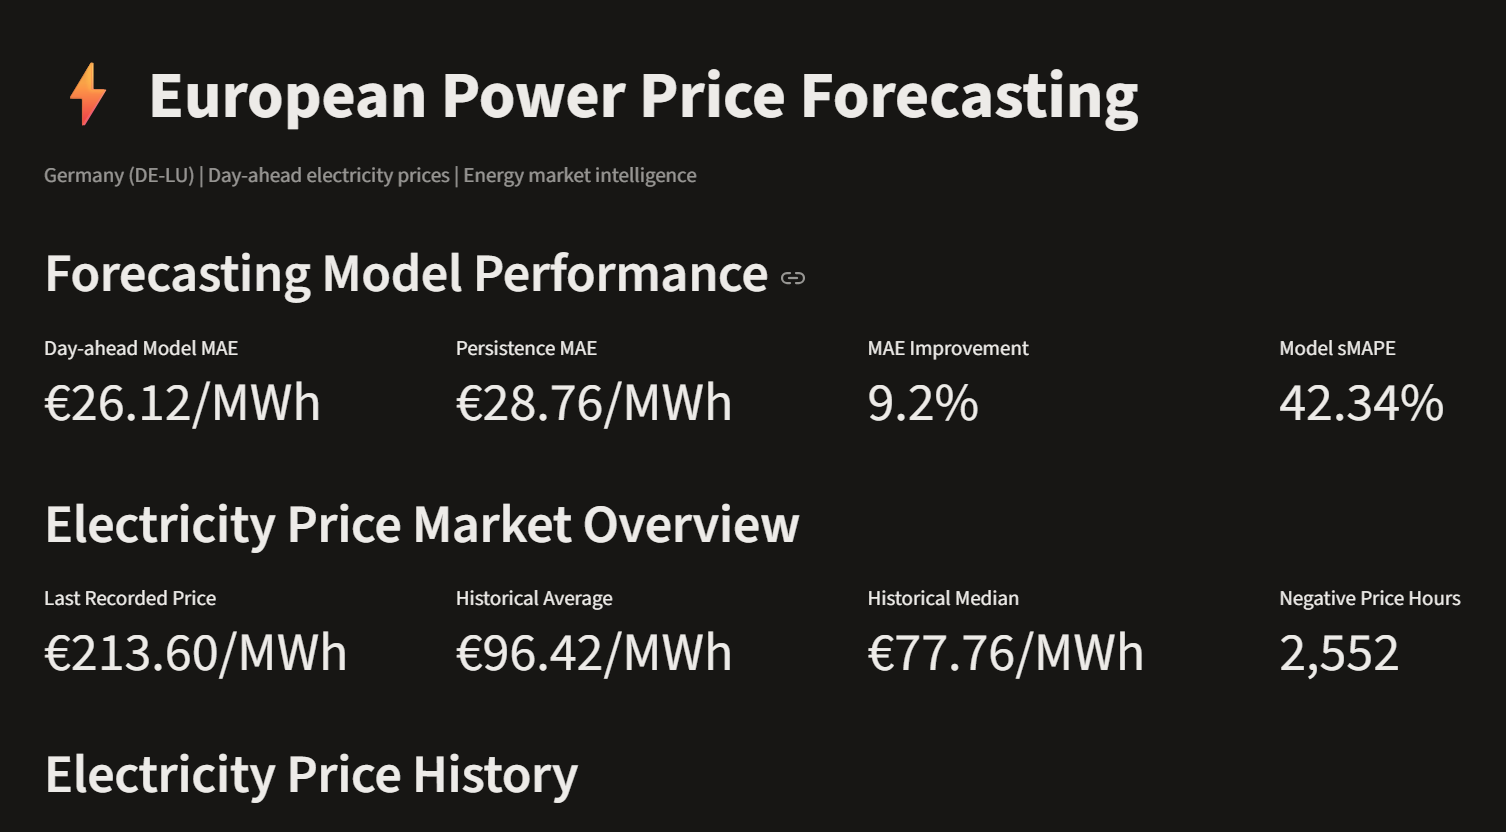 European Power Price Forecasting
Germany (DE-LU) | Day-ahead electricity prices | Energy market intelligence
Forecasting Model Performance
Day-ahead Model MAE
€26.12/MWh
Persistence MAE
€28.76/MWh
MAE Improvement
9.2%
Model sMAPE
42.34%
Electricity Price Market Overview
Last Recorded Price
€213.60/MWh
Historical Average
€96.42/MWh
Historical Median
€77.76/MWh
Negative Price Hours
2,552
Electricity Price History